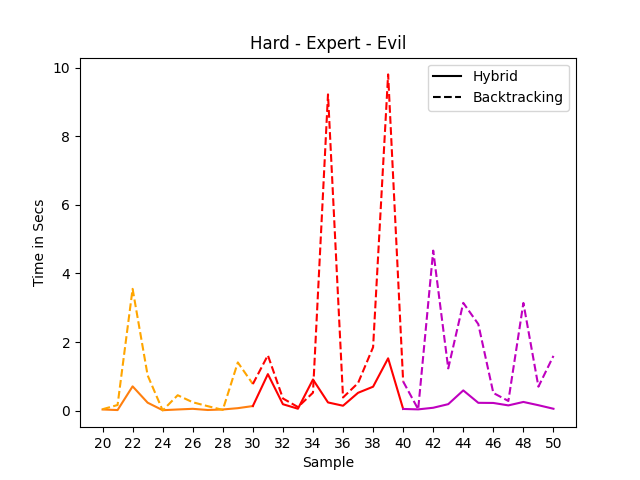 Hard - Expert - Evil
Hybrid
Backtracking
Time in Secs
10
8
6
4
2
0
20 22 24 26 28 30 32 34 36 38 40 42 44 46 48 50
Sample